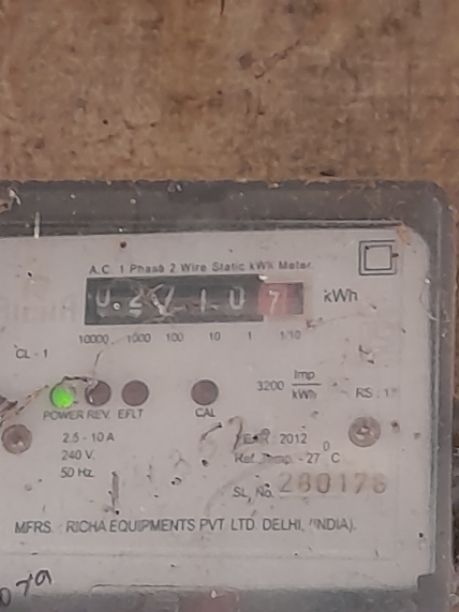 A.C. 1 Phase 2 Wire Static kWh Meter.
kWh
10000 1000 100 10 1 1/10
CL - 1
3200 Imp/kWh
POWER REV. EFLT CAL
2.5 - 10 A
240 V.
50 Hz.
2012
Ref. Temp. - 27 °C
SL. No. 280178
MFRS. : RICHA EQUIPMENTS PVT. LTD. DELHI, (INDIA).